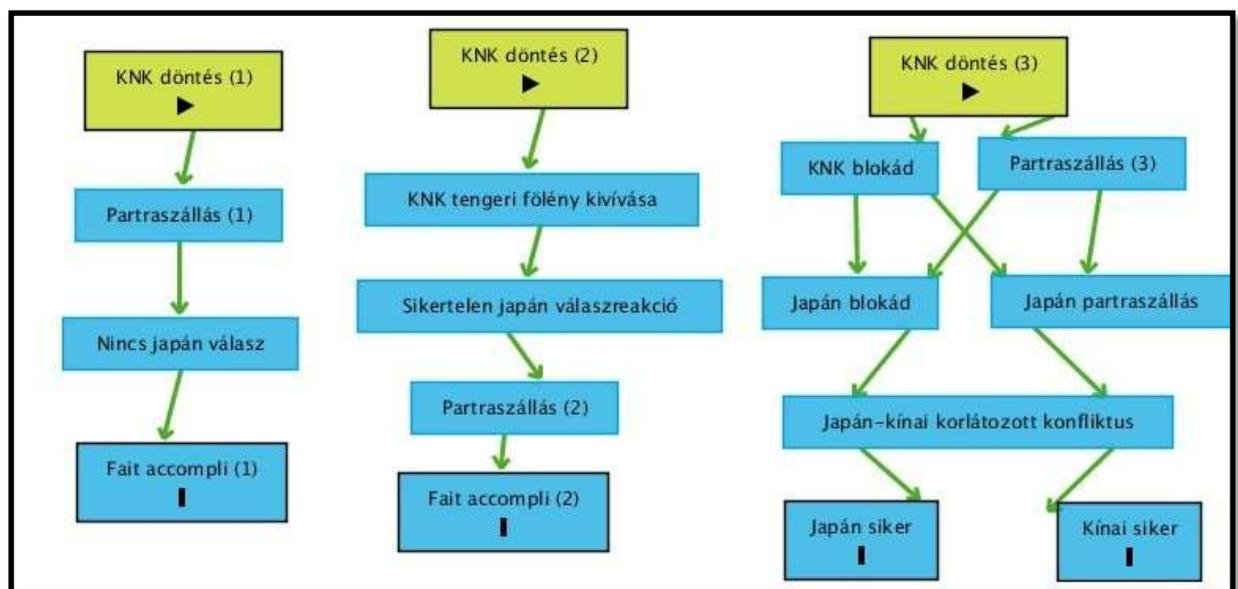 KNK döntés (1)
Partraszállás (1)
Nincs japán válasz
Fait accompli (1)
KNK döntés (2)
KNK tengeri fölény kivívása
Sikertelen japán válaszreakció
Partraszállás (2)
Fait accompli (2)
KNK döntés (3)
KNK blokád
Partraszállás (3)
Japán blokád
Japán partraszállás
Japán-kínai korlátozott konfliktus
Japán siker
Kínai siker